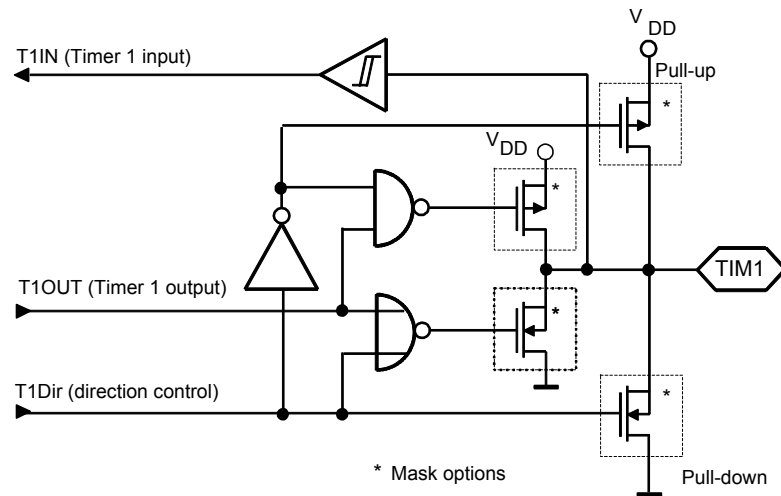 V
DD
T1IN (Timer 1 input)
Pull-up
*
V
DD
*
T1OUT (Timer 1 output)
TIM1
*
T1Dir (direction control)
*
* Mask options
Pull-down